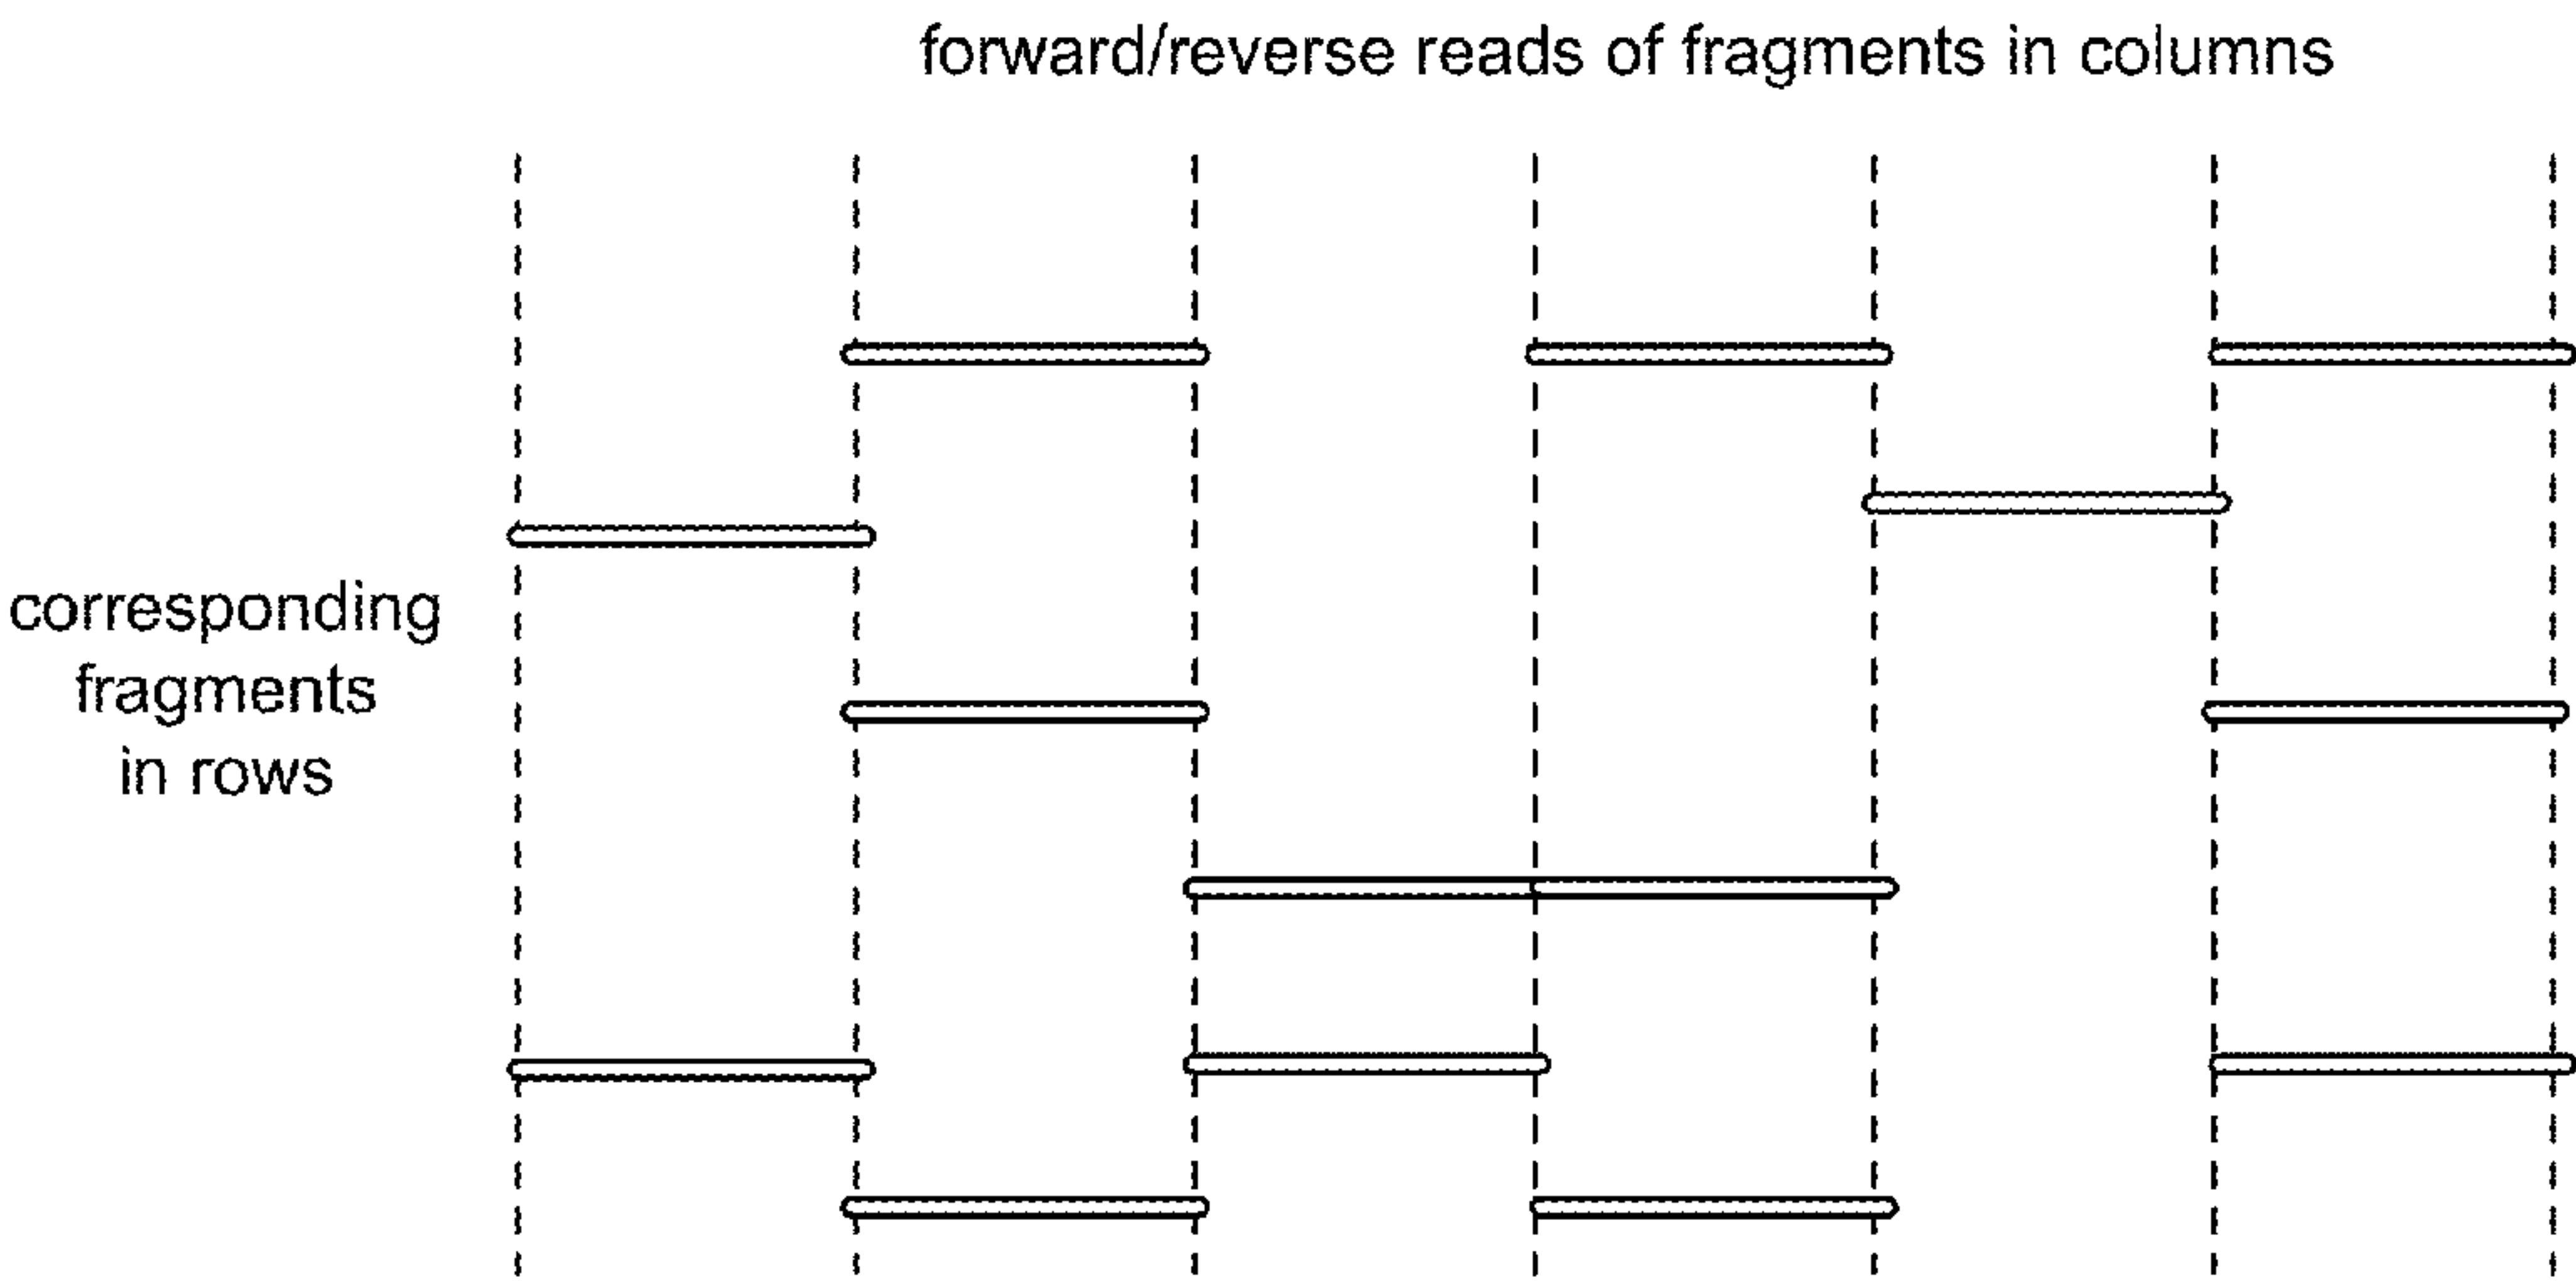 forward/reverse reads of fragments in columns
corresponding
fragments
in rows